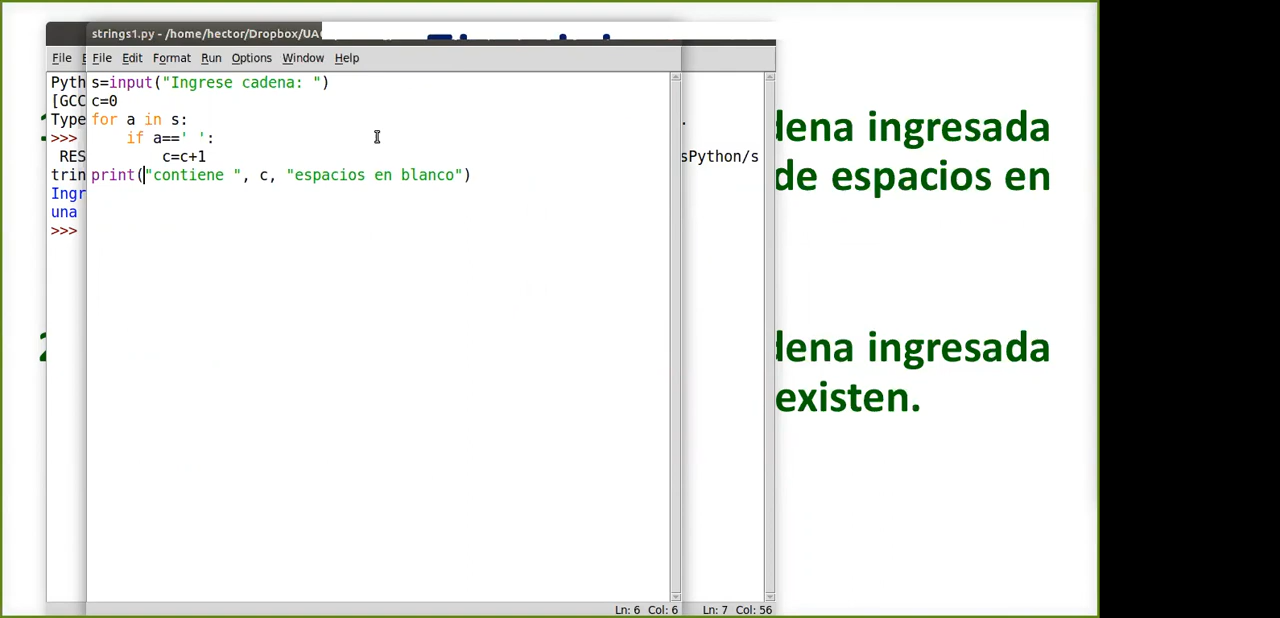 strings1.py - /home/hector/Dropbox/UA
File File Edit Format Run Options Window Help
Pyth s=input("Ingrese cadena: ")
[GCC c=0
Type for a in s:
>>> if a==' ':
RES c=c+1 sPython/s
trin print("contiene ", c, "espacios en blanco")
Ingr
una
>>>
dena ingresada
de espacios en
dena ingresada
existen.
Ln: 6 Col: 6 Ln: 7 Col: 56